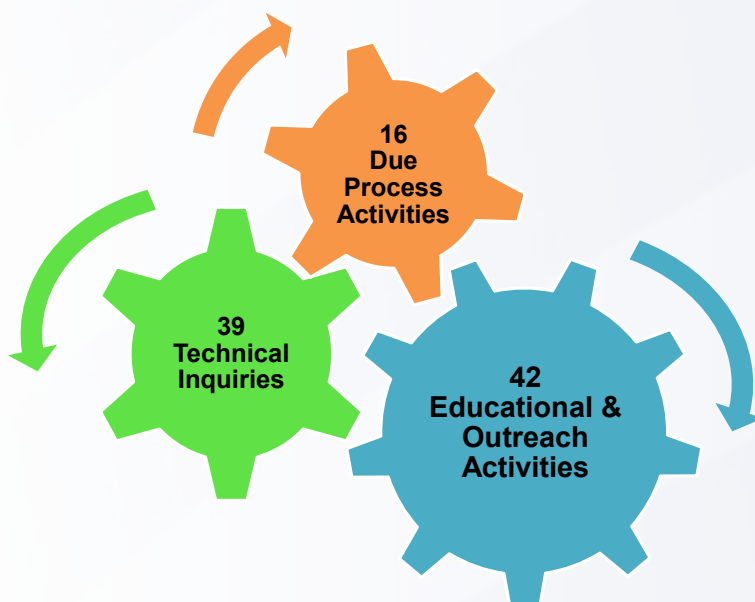 16
Due
Process
Activities
39
Technical
Inquiries
42
Educational &
Outreach
Activities